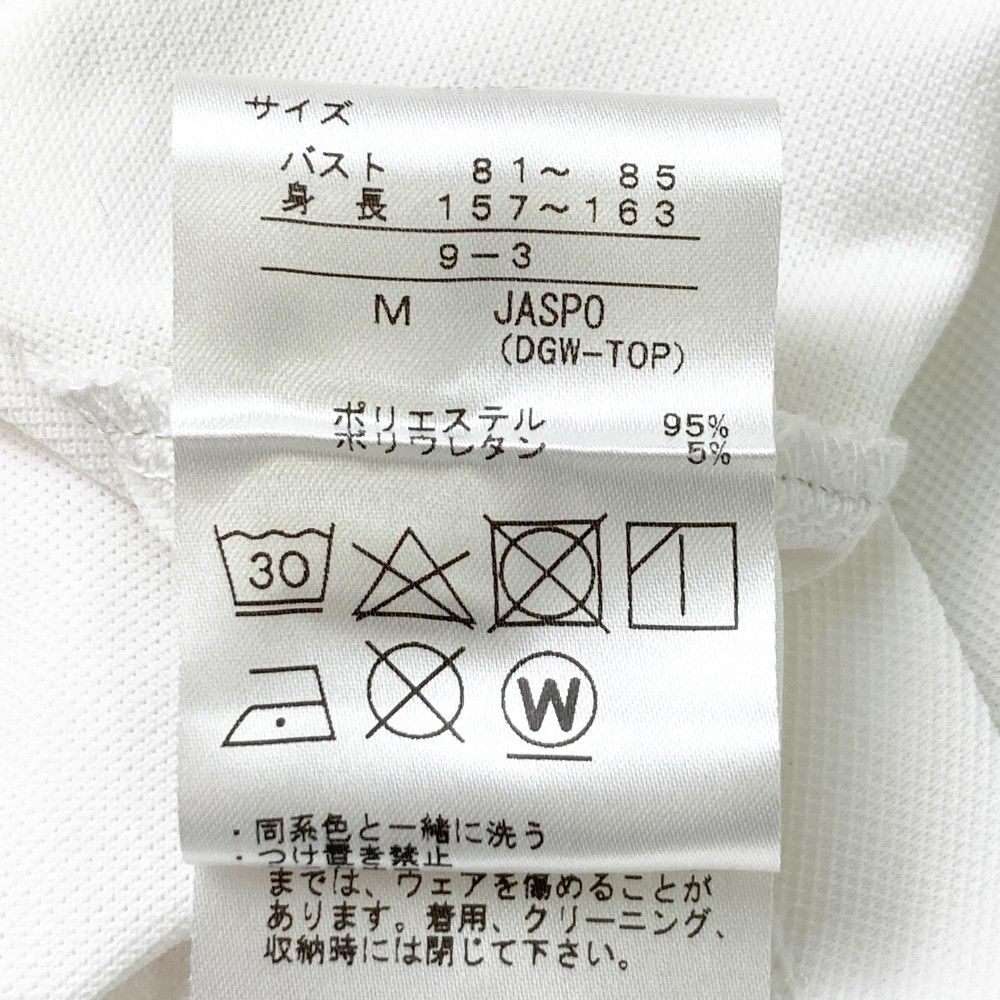 サイズ
バスト 81～ 85
身長 157～163
9－3
M JASPO
(DGW-TOP)
ポリエステル 95%
ポリウレタン 5%
30
W
・同系色と一緒に洗う
・つけ置き禁止
までは、ウェアを傷めることが
あります。着用、クリーニング、
収納時には閉じて下さい。